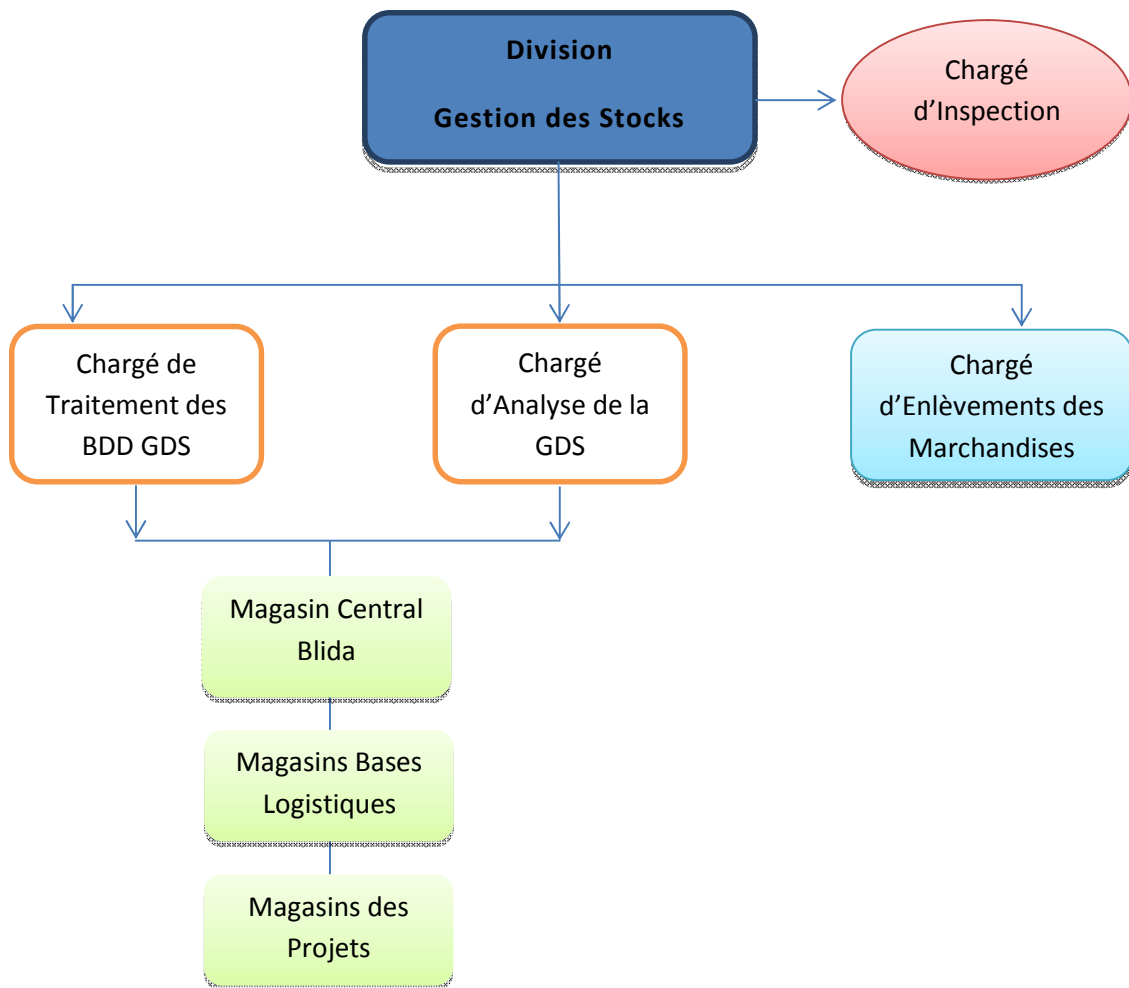 Division
Gestion des Stocks
Chargé
d’Inspection
Chargé de
Traitement des
BDD GDS
Chargé
d’Analyse de la
GDS
Chargé
d’Enlèvements des
Marchandises
Magasin Central
Blida
Magasins Bases
Logistiques
Magasins des
Projets